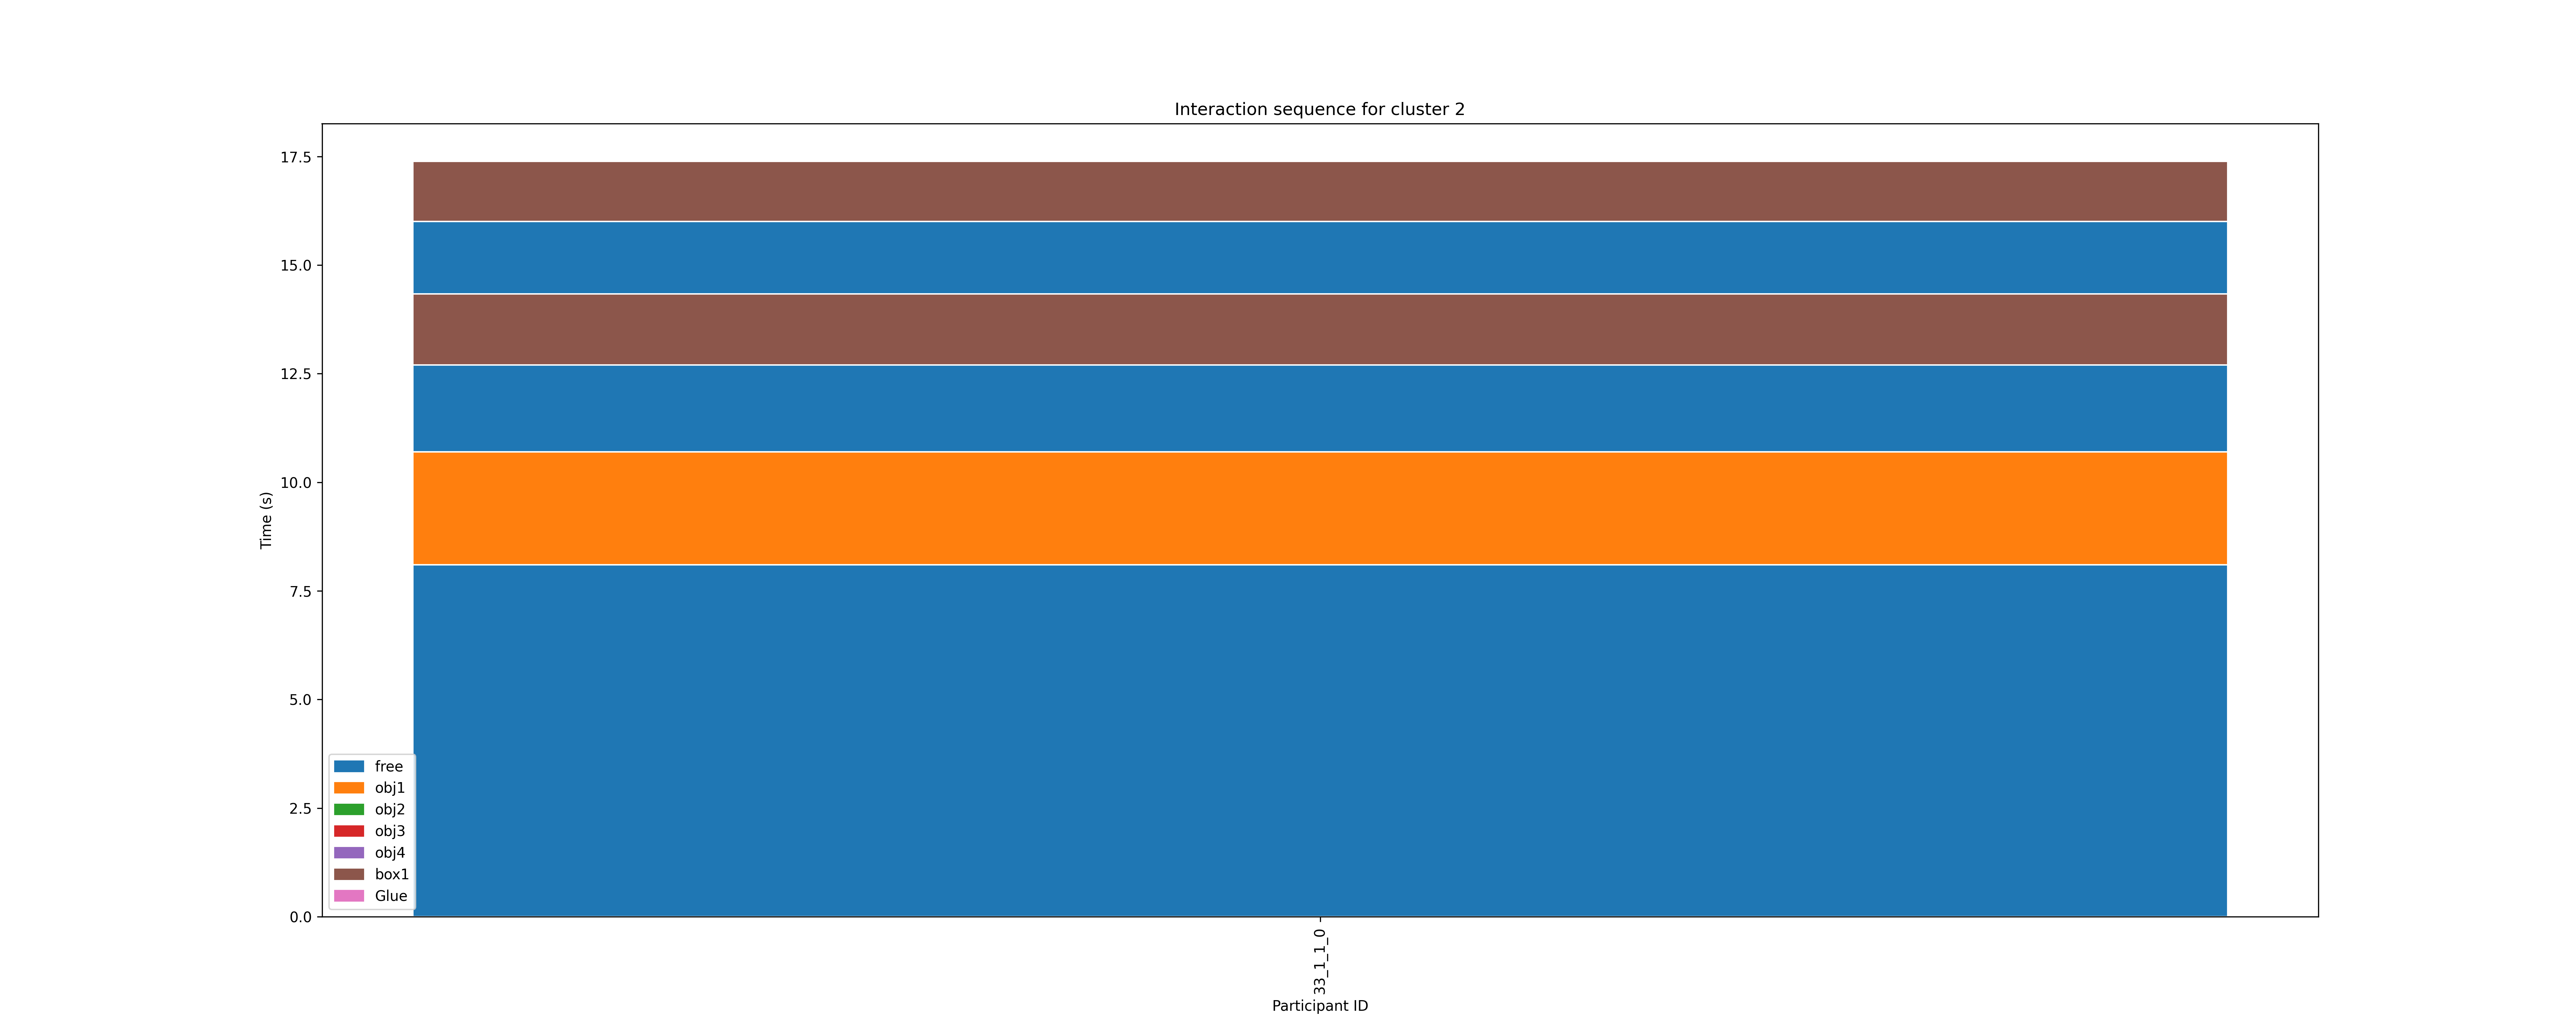 Interaction sequence for cluster 2
17.5
15.0
12.5
10.0
7.5
5.0
2.5
0.0
Time (s)
free
obj1
obj2
obj3
obj4
box1
Glue
33_1_1_0
Participant ID